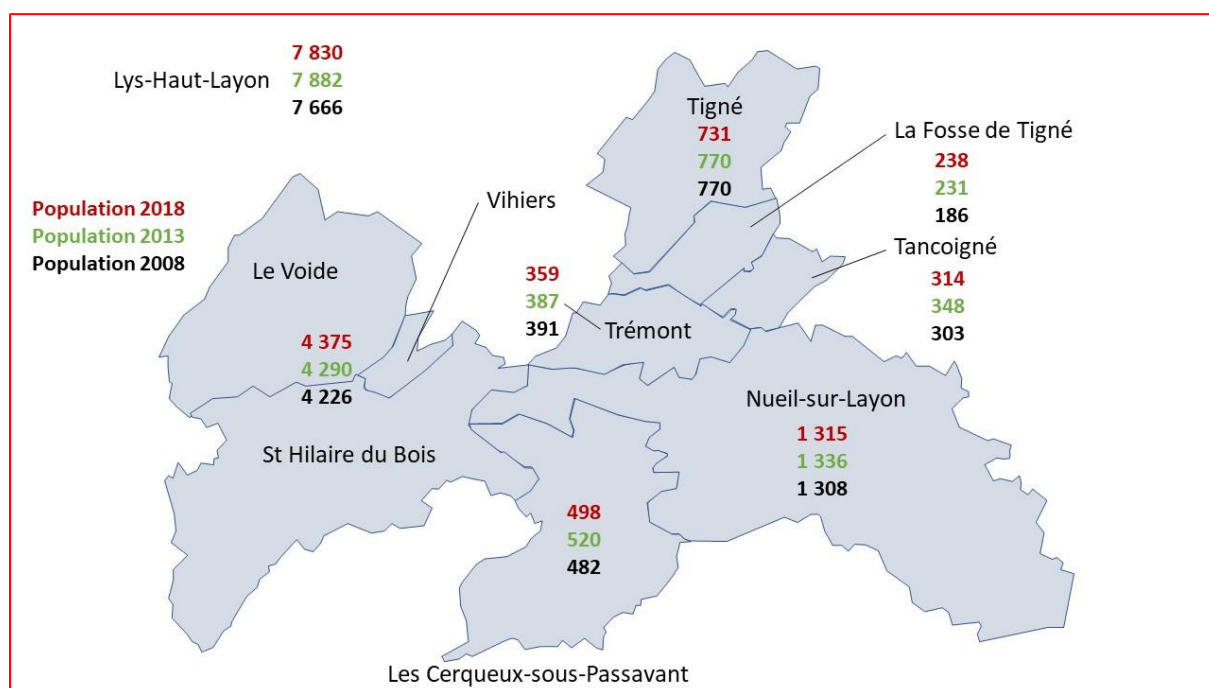 Lys-Haut-Layon
7 830
7 882
7 666
Population 2018
Population 2013
Population 2008
Tigné
731
770
770
La Fosse de Tigné
238
231
186
Tancoigné
314
348
303
Vihiers
Le Voide
4 375
4 290
4 226
359
387
391
Trémont
St Hilaire du Bois
Nueil-sur-Layon
1 315
1 336
1 308
498
520
482
Les Cerqueux-sous-Passavant